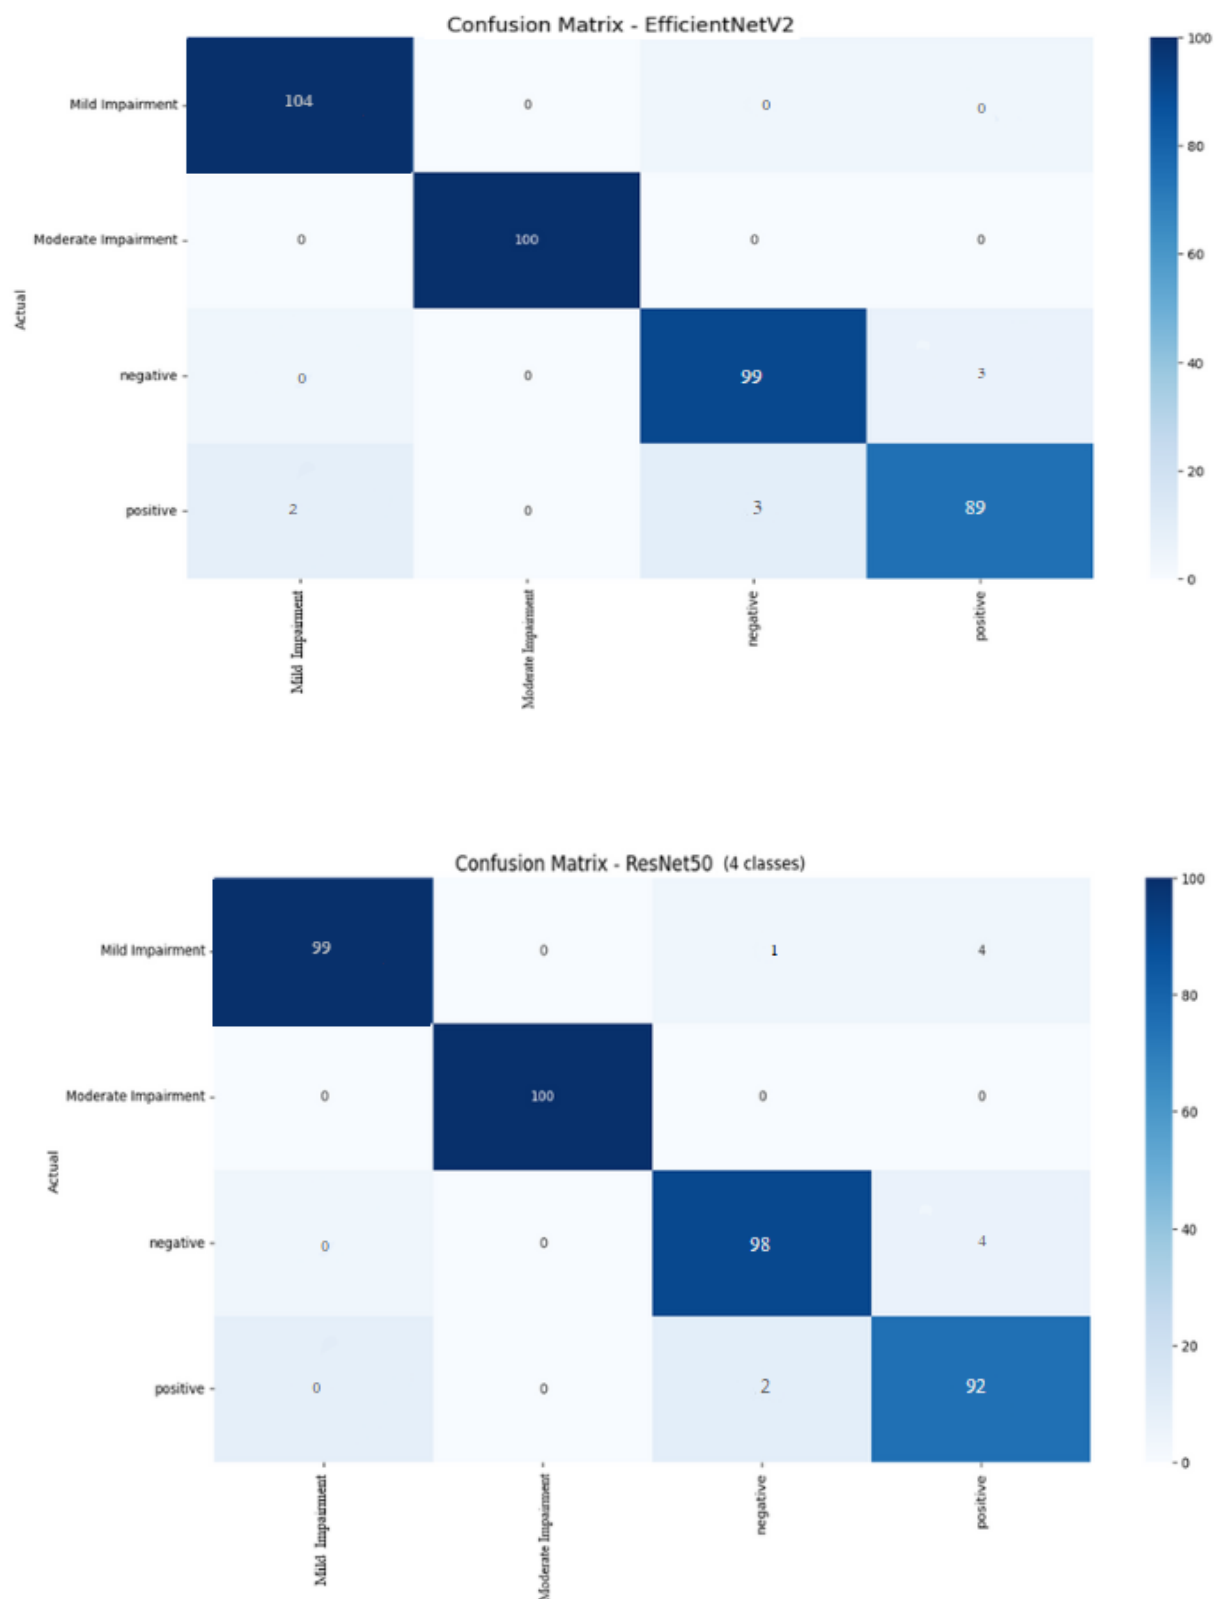 Confusion Matrix - EfficientNetV2
100
Mild Impairment 104 0 0 0
80
Moderate Impairment 0 100 0 0
60
Actual
negative 0 0 99 3
40
20
positive 2 0 3 89
0
Mild Impairment
Moderate Impairment
negative
positive
Confusion Matrix - ResNet50 (4 classes)
100
Mild Impairment 99 0 1 4
80
Moderate Impairment 0 100 0 0
60
Actual
negative 0 0 98 4
40
20
positive 0 0 2 92
0
Mild Impairment
Moderate Impairment
negative
positive